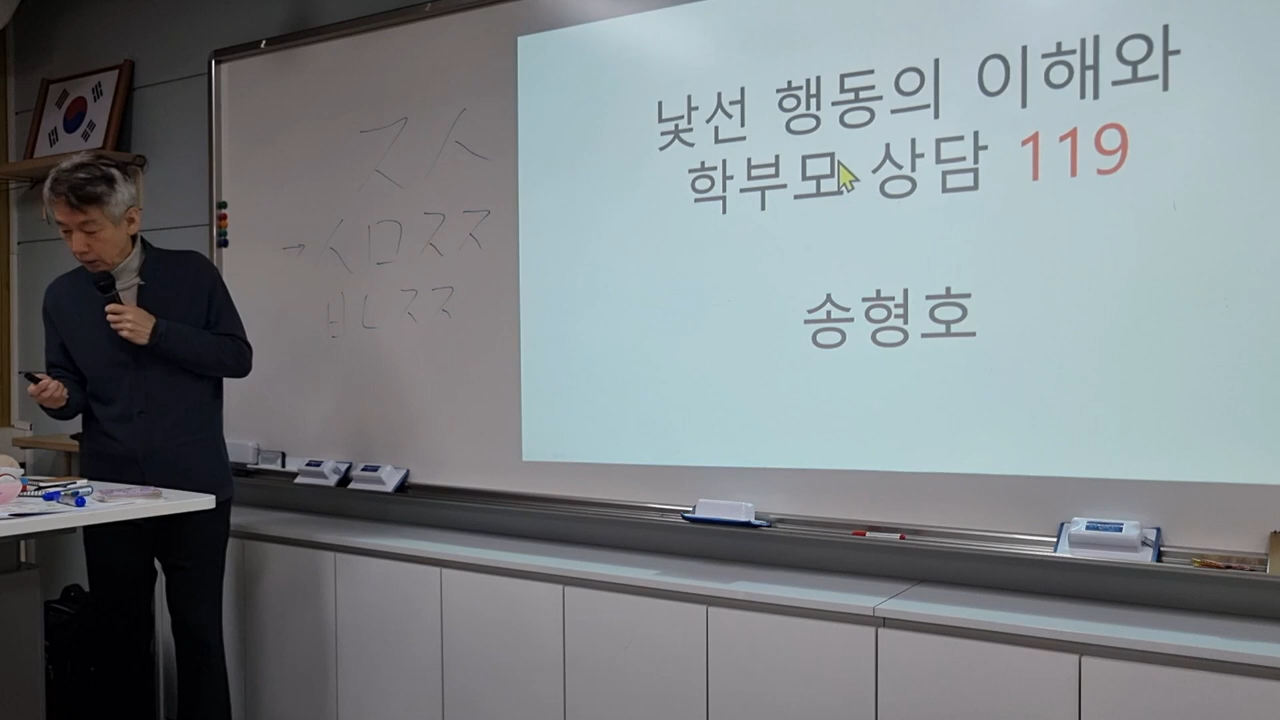 ㅈㅅ
→ ㅅㅁㅈㅈ
ㅂㄴㅈㅈ
낯선 행동의 이해와
학부모 상담 119
송형호